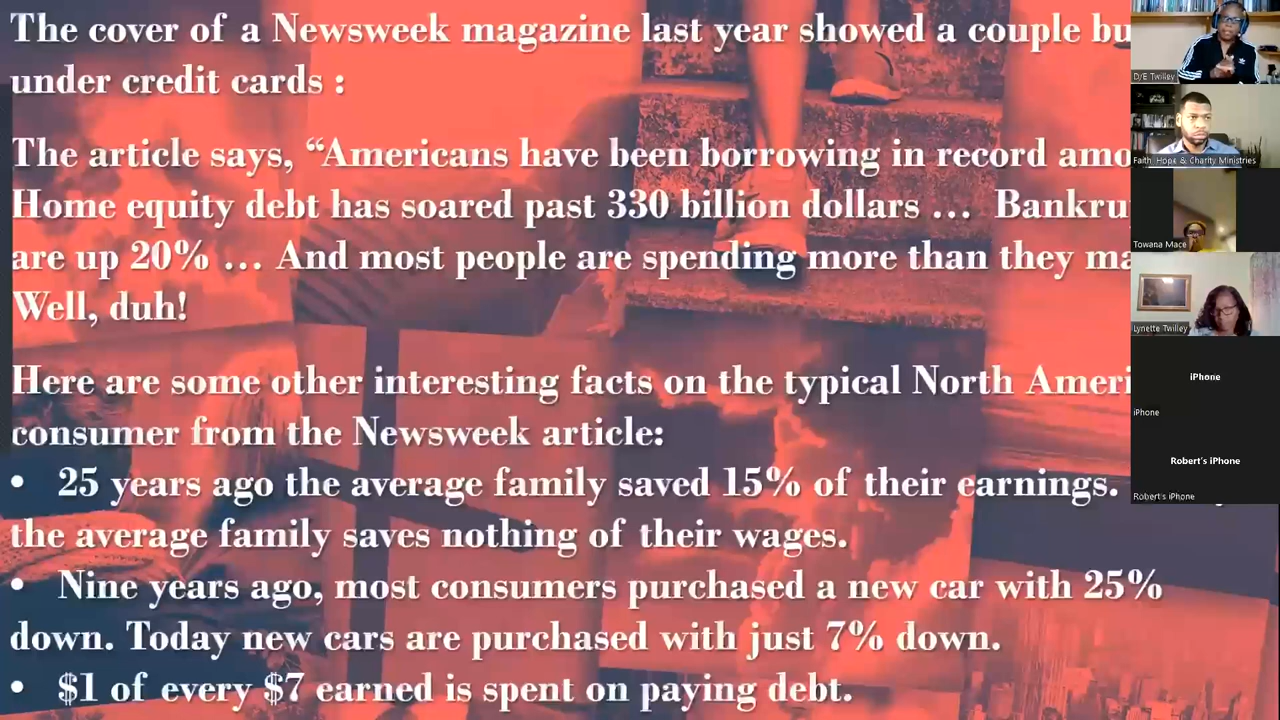 The cover of a Newsweek magazine last year showed a couple
under credit cards :
The article says, “Americans have been borrowing in record
Home equity debt has soared past 330 billion dollars …
are up 20% … And most people are spending more than they
Well, duh!
Here are some other interesting facts on the typical North
consumer from the Newsweek article:
• 25 years ago the average family saved 15% of their earnings.
the average family saves nothing of their wages.
• Nine years ago, most consumers purchased a new car with 25%
down. Today new cars are purchased with just 7% down.
• $1 of every $7 earned is spent on paying debt.
D/E Twilley
Faith Hope & Charity Ministries
Towana Mace
Lynette Twilley
iPhone
iPhone
Robert's iPhone
Robert's iPhone